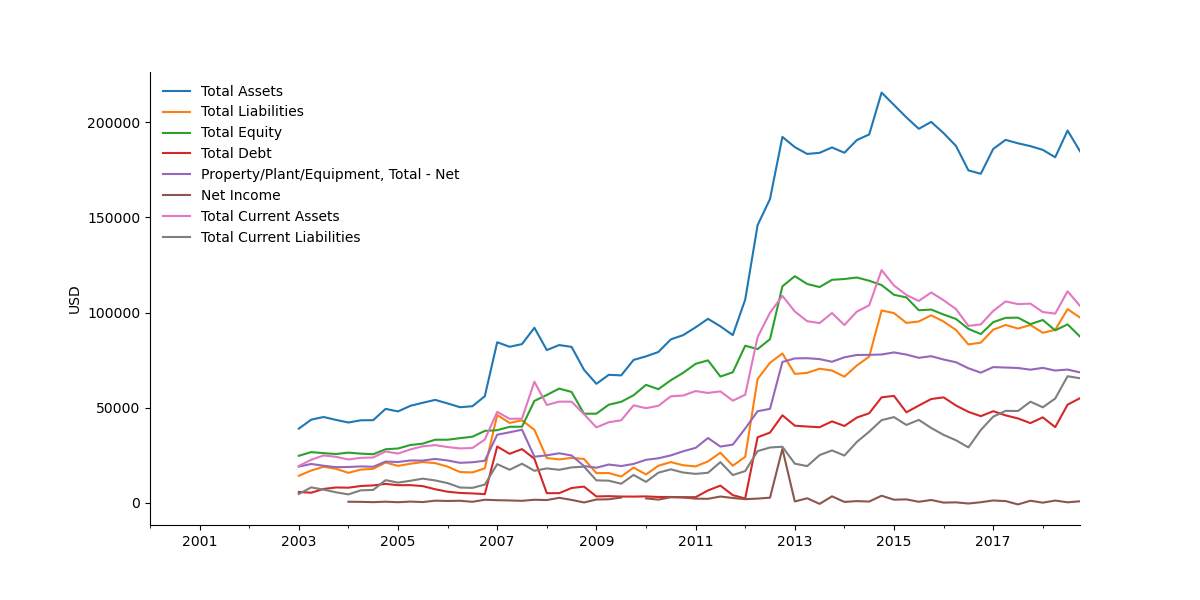 Total Assets
Total Liabilities
Total Equity
Total Debt
Property/Plant/Equipment, Total - Net
Net Income
Total Current Assets
Total Current Liabilities
USD
200000
150000
100000
50000
0
2001 2003 2005 2007 2009 2011 2013 2015 2017